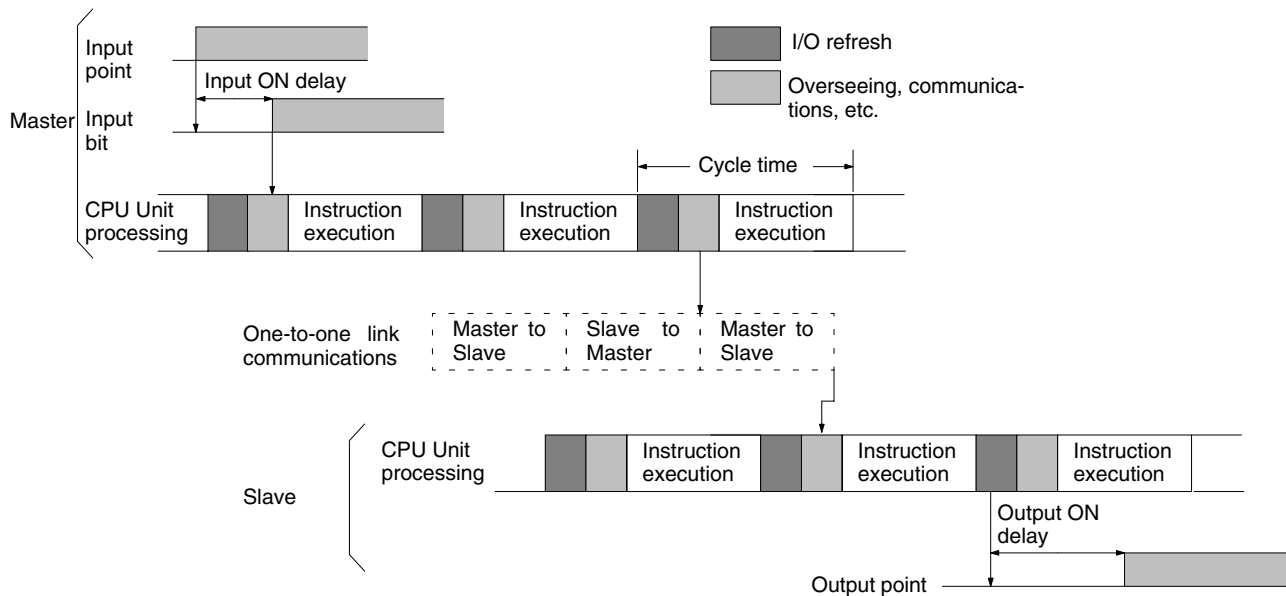 Input
point
I/O refresh
Input ON delay
Overseeing, communica-
tions, etc.
Master
Input
bit
Cycle time
CPU Unit
processing
Instruction
execution
Instruction
execution
Instruction
execution
One-to-one link
communications
Master to
Slave
Slave to
Master
Master to
Slave
CPU Unit
processing
Instruction
execution
Instruction
execution
Instruction
execution
Slave
Output ON
delay
Output point